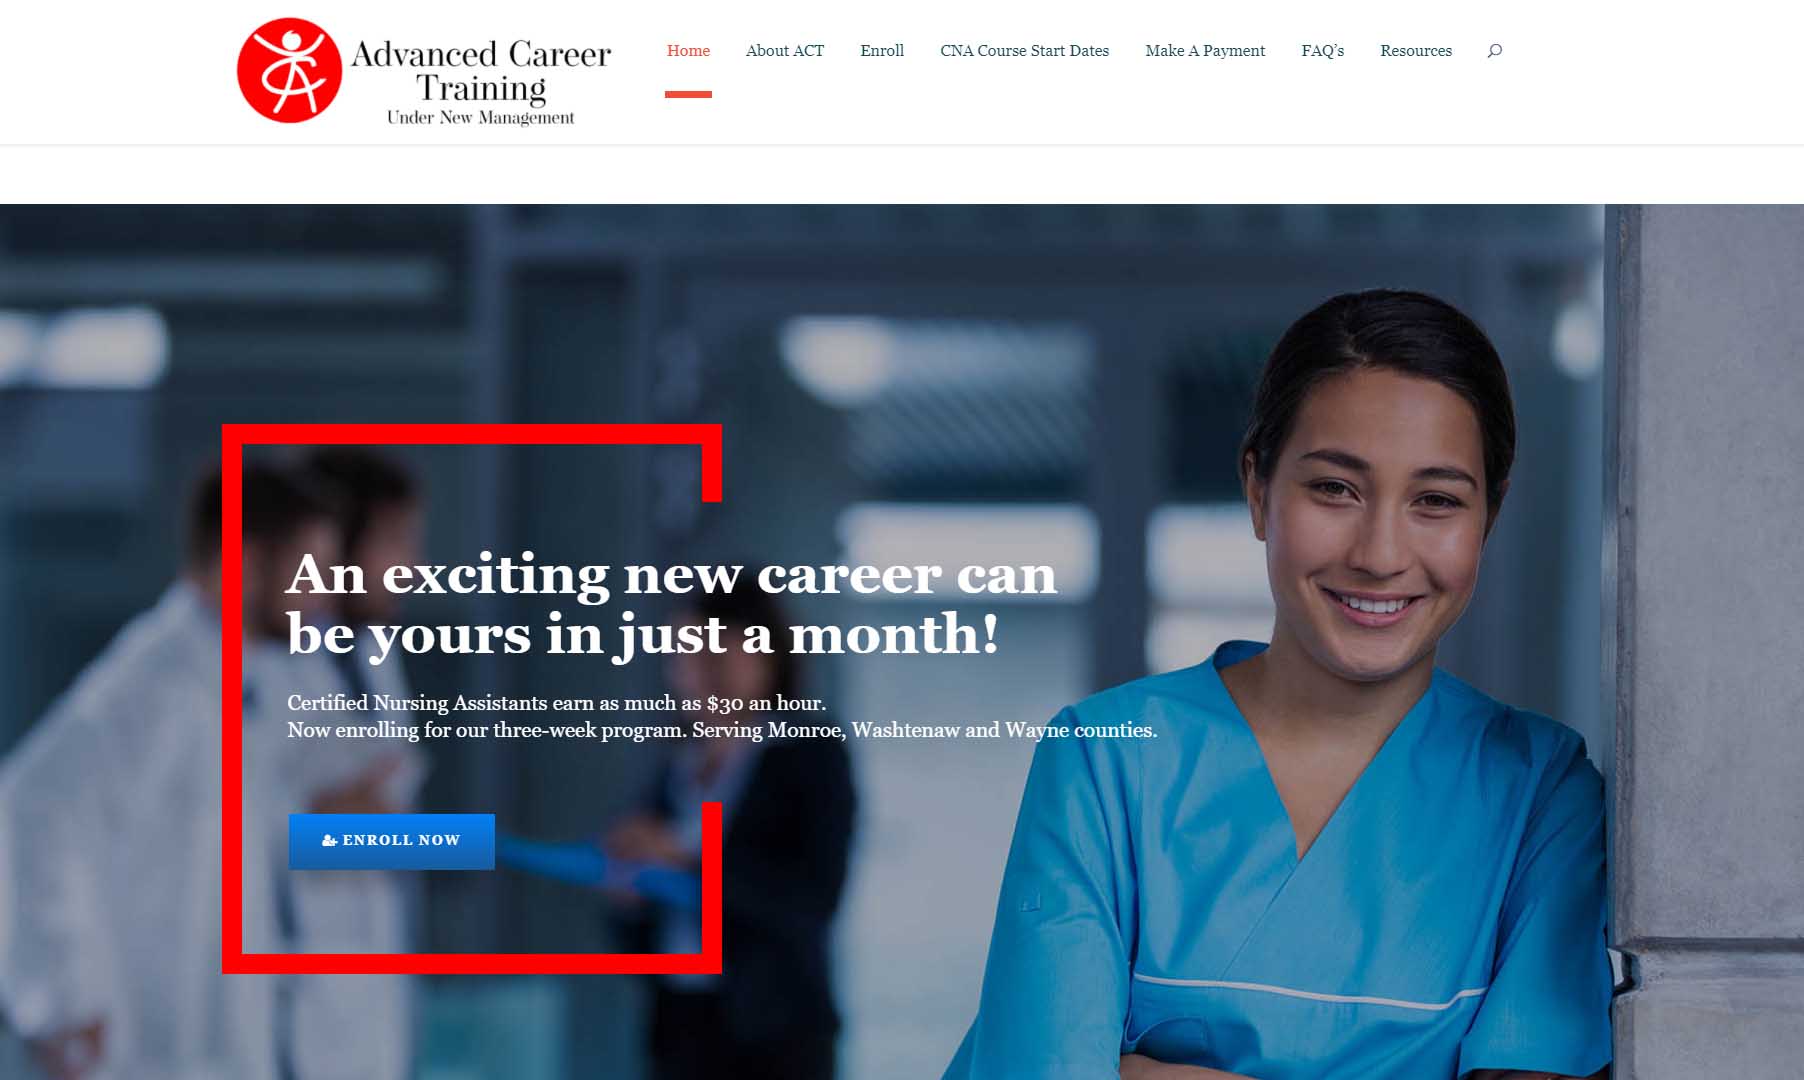 Advanced Career
Training
Under New Management
Home About ACT Enroll CNA Course Start Dates Make A Payment FAQ's Resources
An exciting new career can
be yours in just a month!
Certified Nursing Assistants earn as much as $30 an hour.
Now enrolling for our three-week program. Serving Monroe, Washtenaw and Wayne counties.
ENROLL NOW